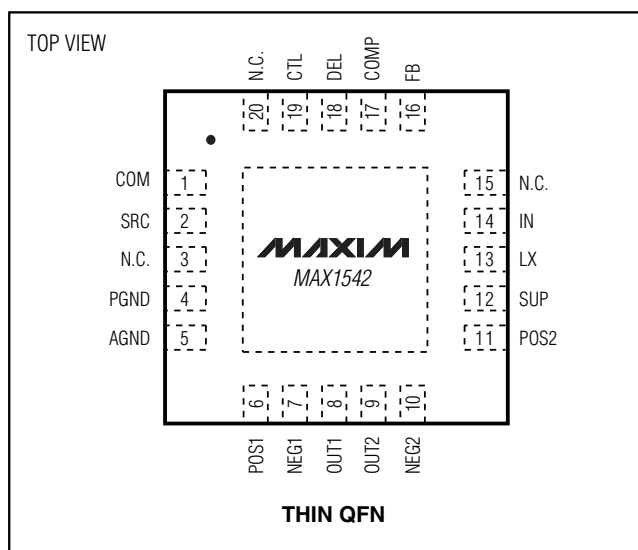 TOP VIEW
N.C.
CTL
DEL
COMP
FB
20
19
18
17
16
COM 1
SRC 2
N.C. 3
PGND 4
AGND 5
MAXIM
MAX1542
15 N.C.
14 IN
13 LX
12 SUP
11 POS2
6
7
8
9
10
POS1
NEG1
OUT1
OUT2
NEG2
THIN QFN